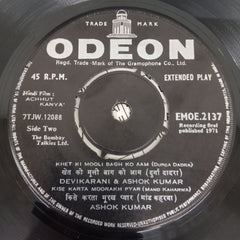 TRADE MARK
ODEON
Regd. Trade-Mark of The Gramophone Co. Ltd.
45 R.P.M.
EXTENDED PLAY
Hindi Film:
'ACHHUT
KANYA'
7TJW.12088
Side Two
The Bombay
Talkies Ltd.
EMOE.2137
Recording first
published 1971
KHET KI MOOLI BAGH KO AAM (DURGA DADRA)
खेत की मूली बाग को आम (दुर्गा दादरा)
DEVIKARANI & ASHOK KUMAR
KISE KARTA MOORAKH PYAR (MAND KAHARWA)
किसे करता मूरख प्यार (मांड कहरवा)
ASHOK KUMAR